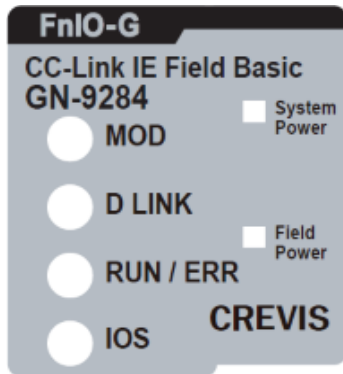 FnIO-G
CC-Link IE Field Basic
GN-9284
System
Power
MOD
D LINK
Field
Power
RUN / ERR
CREVIS
IOS